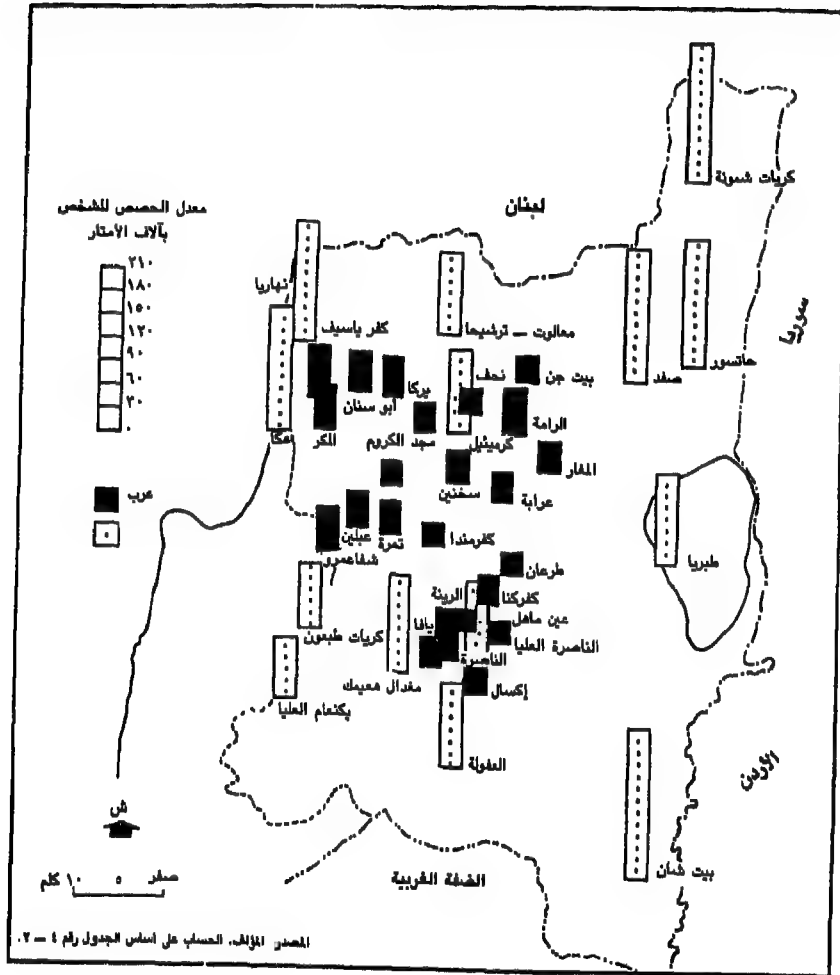 كريات شمونة
لبنان
معدل الحصص للشخص
بآلاف الأمتار
٢١٠
١٨٠
١٥٠
١٢٠
٩٠
٦٠
٣٠
٠
نهاريا
سوريا
كفر ياسيف
معالوت — ترشيحا
صفد
حاتسور
نحف
بيت جن
يركا
أبو سنان
الرامة
عكا
المكر
مجد الكروم
كرميئيل
المغار
سخنين
عرابة
عرب
عبلين
تمرة
كفرمندا
شفاعمرو
طبريا
طرعان
الرينة
كفركنا
عين ماهل
يافا
كريات طبعون
الناصرة العليا
الناصرة
مغدال هعيمك
إكسال
يكنعام العليا
العفولة
الأردن
ش
بيت شان
الضفة الغربية
صفر ٥ ١٠ كلم
المصدر: المؤلف، الحساب على أساس الجدول رقم ٤ — ٢.